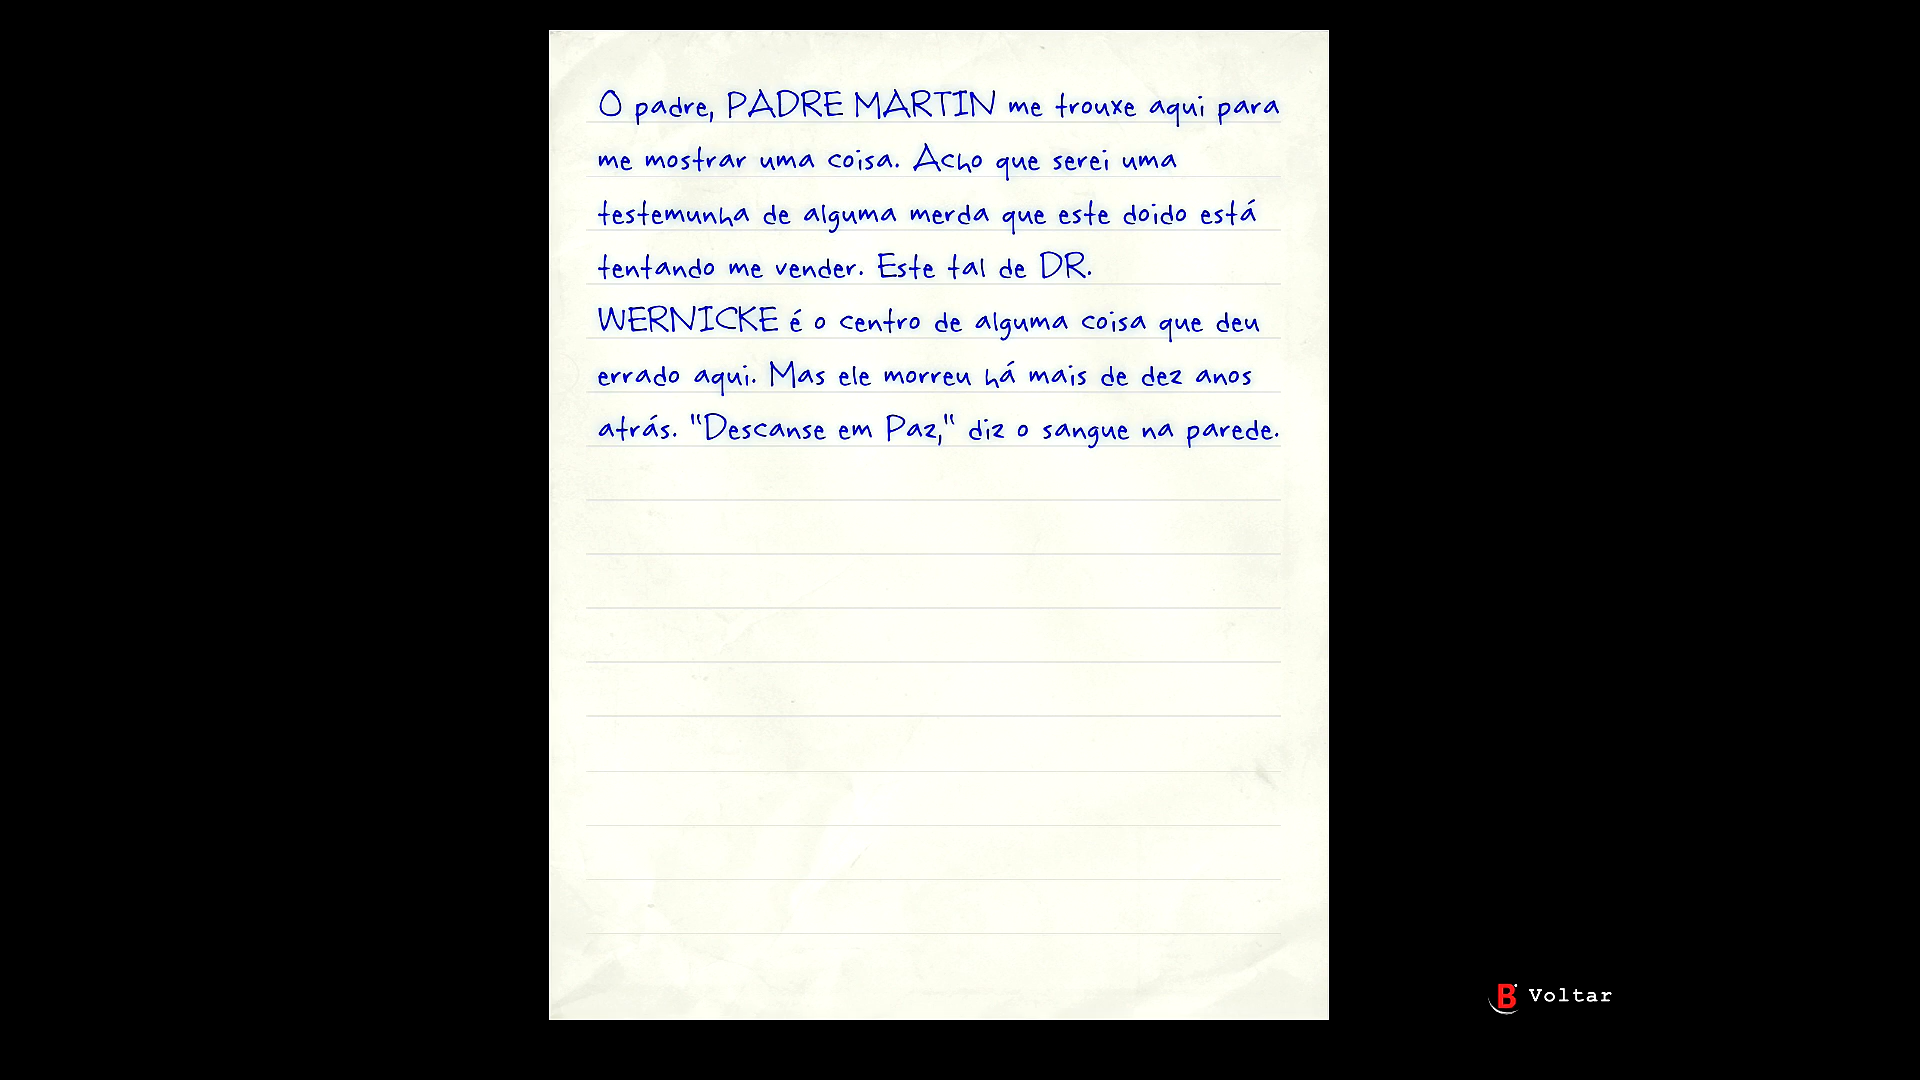 O padre, PADRE MARTIN me trouxe aqui para
me mostrar uma coisa. Acho que serei uma
testemunha de alguma merda que este doido está
tentando me vender. Este tal de DR.
WERNICKE é o centro de alguma coisa que deu
errado aqui. Mas ele morreu há mais de dez anos
atrás. "Descanse em Paz," diz o sangue na parede.
B Voltar